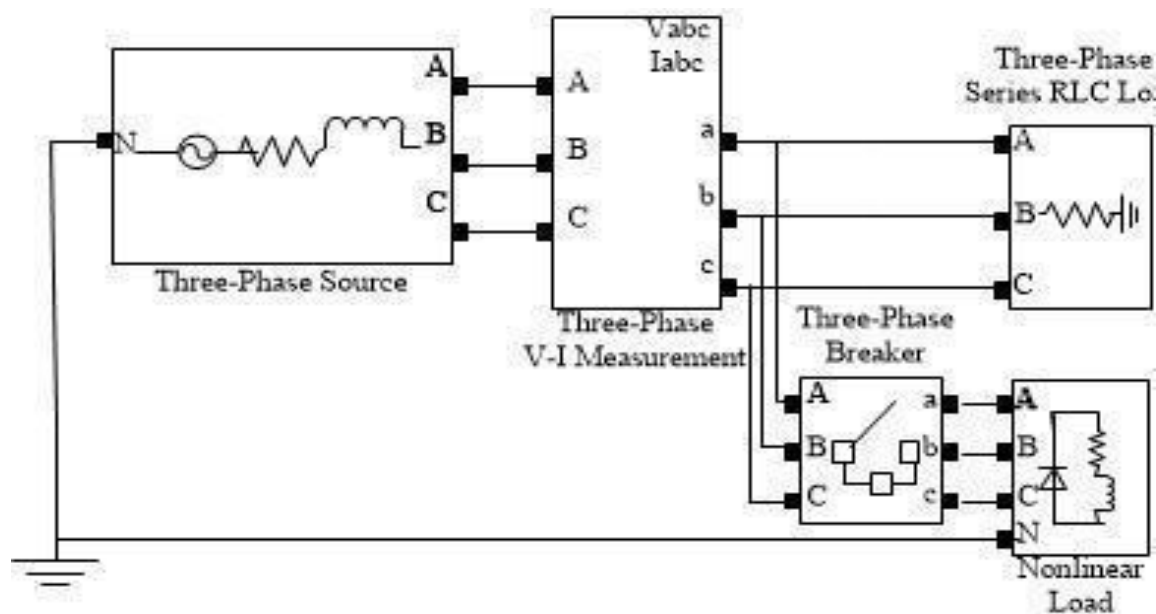 A
B
C
N
Three-Phase Source
Vabc
Iabc
A
B
C
a
b
c
Three-Phase
V-I Measurement
Three-Phase
Series RLC Lo
A
B
C
Three-Phase
Breaker
A
B
C
a
b
c
A
B
C
N
Nonlinear
Load